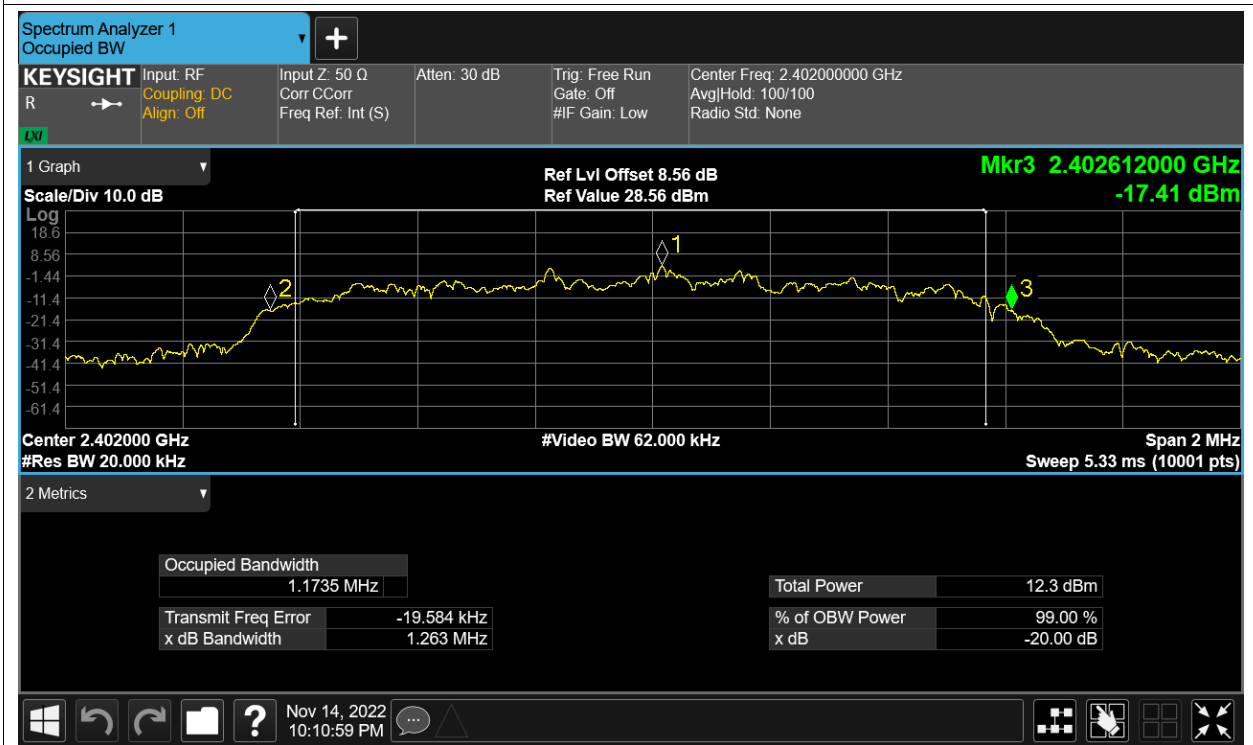 Spectrum Analyzer 1
Occupied BW
KEYSIGHT
R
LXI
Input: RF
Coupling: DC
Align: Off
Input Z: 50 Ω
Corr CCorr
Freq Ref: Int (S)
Atten: 30 dB
Trig: Free Run
Gate: Off
#IF Gain: Low
Center Freq: 2.402000000 GHz
Avg|Hold: 100/100
Radio Std: None
1 Graph
Scale/Div 10.0 dB
Ref Lvl Offset 8.56 dB
Ref Value 28.56 dBm
Mkr3 2.402612000 GHz
-17.41 dBm
Log
18.6
8.56
-1.44
-11.4
-21.4
-31.4
-41.4
-51.4
-61.4
1
2
3
Center 2.402000 GHz
#Video BW 62.000 kHz
Span 2 MHz
#Res BW 20.000 kHz
Sweep 5.33 ms (10001 pts)
2 Metrics
Occupied Bandwidth
1.1735 MHz
Total Power 12.3 dBm
Transmit Freq Error -19.584 kHz
% of OBW Power 99.00 %
x dB Bandwidth 1.263 MHz
x dB -20.00 dB
?
Nov 14, 2022
10:10:59 PM